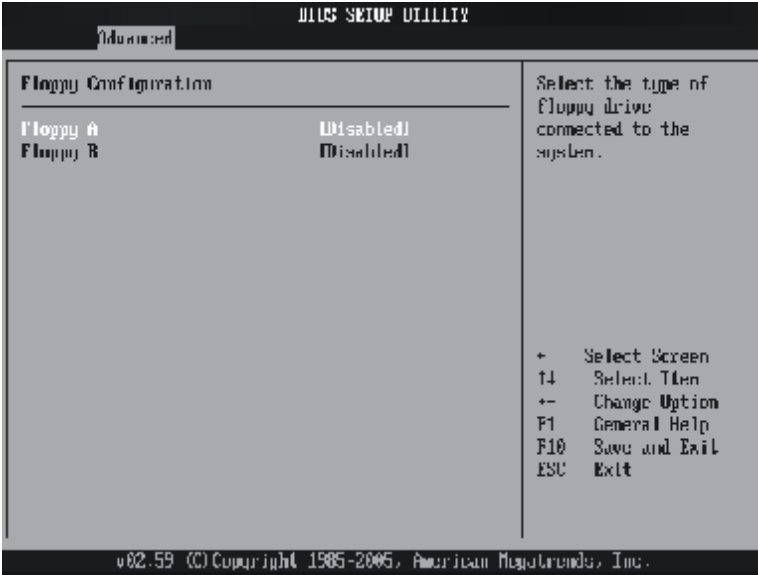 BIOS SETUP UTILITY
Advanced
Floppy Configuration
Floppy A [Disabled]
Floppy B [Disabled]
Select the type of
floppy drive
connected to the
system.
← Select Screen
↑↓ Select Item
+- Change Option
F1 General Help
F10 Save and Exit
ESC Exit
v02.59 (C)Copyright 1985-2005, American Megatrends, Inc.